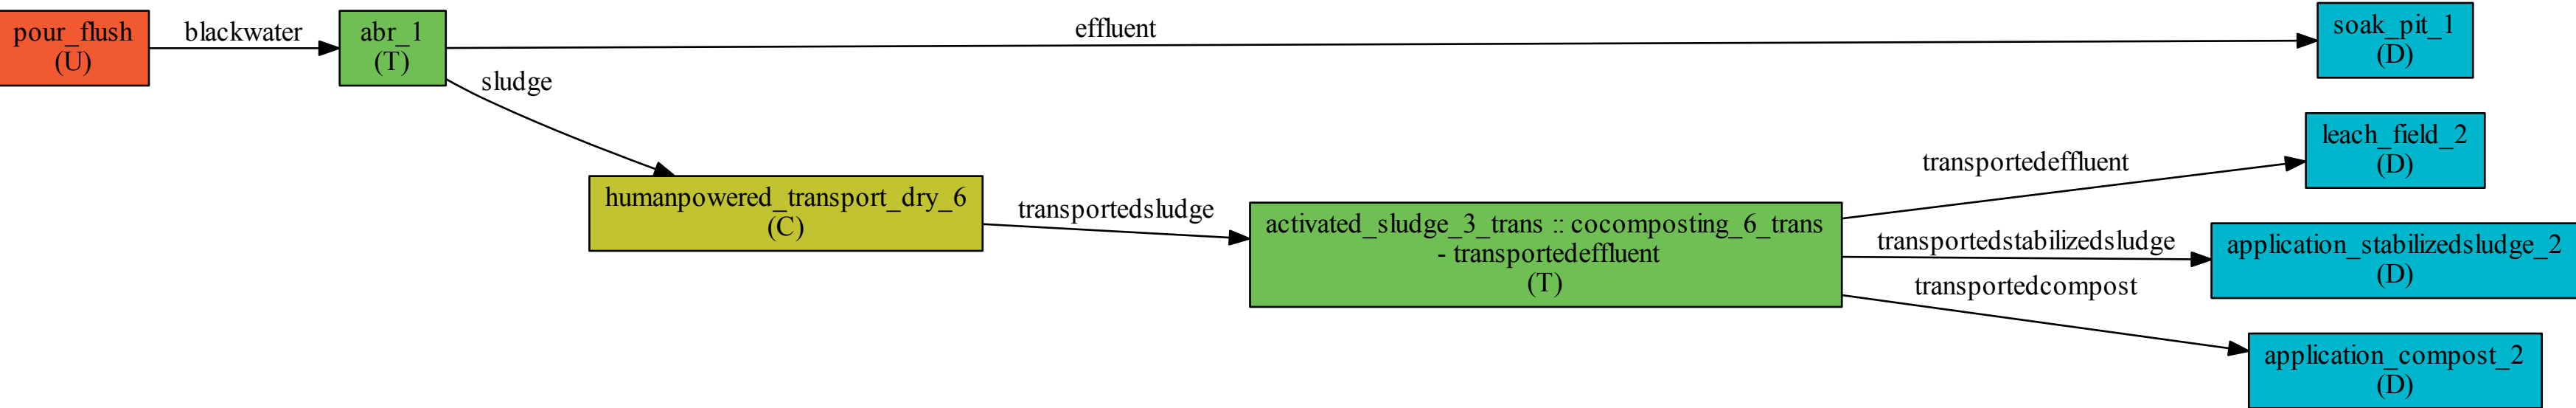 pour_flush
(U)
blackwater
abr_1
(T)
effluent
sludge
soak_pit_1
(D)
humanpowered_transport_dry_6
(C)
transportedsludge
activated_sludge_3_trans :: cocomposting_6_trans
- transportedeffluent
(T)
transportedeffluent
leach_field_2
(D)
transportedstabilizedsludge
application_stabilizedsludge_2
(D)
transportedcompost
application_compost_2
(D)